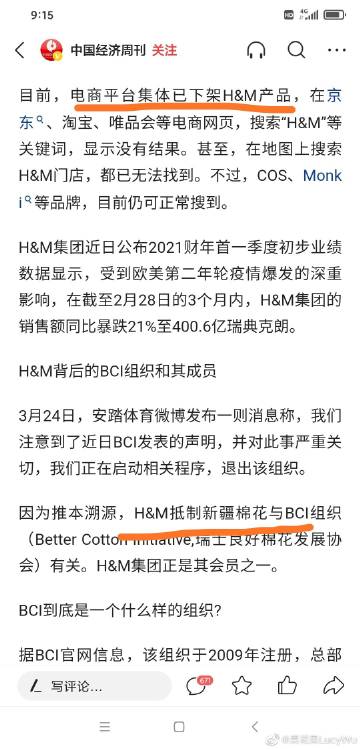 9:15
HD 4G
中国经济周刊 关注
目前，电商平台集体已下架H&M产品，在京
东、淘宝、唯品会等电商网页，搜索“H&M”等
关键词，显示没有结果。甚至，在地图上搜索
H&M门店，都已无法找到。不过，COS、Monk
i等品牌，目前仍可正常搜到。
H&M集团近日公布2021财年首一季度初步业绩
数据显示，受到欧美第二年轮疫情爆发的深重
影响，在截至2月28日的3个月内，H&M集团的
销售额同比暴跌21%至400.6亿瑞典克朗。
H&M背后的BCI组织和其成员
3月24日，安踏体育微博发布一则消息称，我们
注意到了近日BCI发表的声明，并对此事严重关
切，我们正在启动相关程序，退出该组织。
因为推本溯源，H&M抵制新疆棉花与BCI组织
（Better Cotton Initiative,瑞士良好棉花发展协
会）有关。H&M集团正是其会员之一。
BCI到底是一个什么样的组织?
据BCI官网信息，该组织于2009年注册，总部
写评论...
671
LucyWu